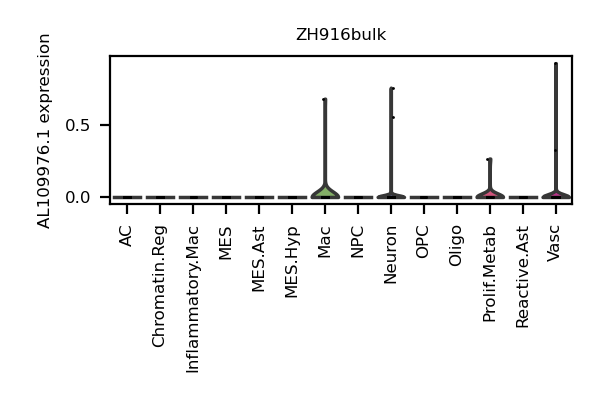 ZH916bulk
AL109976.1 expression
0.5
0.0
AC
Chromatin.Reg
Inflammatory.Mac
MES
MES.Ast
MES.Hyp
Mac
NPC
Neuron
OPC
Oligo
Prolif.Metab
Reactive.Ast
Vasc